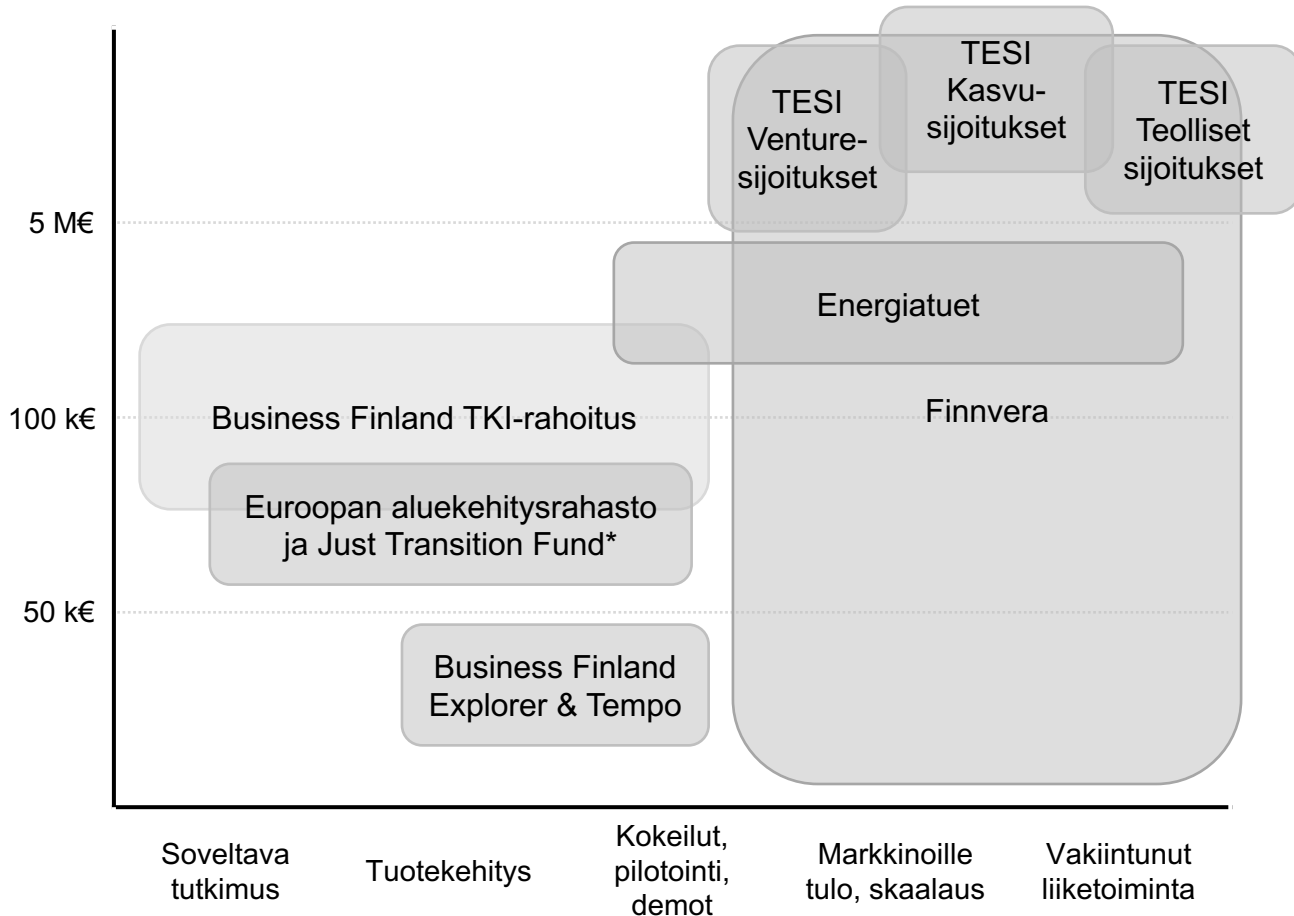 TESI
Venture-
sijoitukset
TESI
Kasvu-
sijoitukset
TESI
Teolliset
sijoitukset
5 M€
Energiatuet
100 k€
Business Finland TKI-rahoitus
Finnvera
Euroopan aluekehitysrahasto
ja Just Transition Fund*
50 k€
Business Finland
Explorer & Tempo
Soveltava
tutkimus
Tuotekehitys
Kokeilut,
pilotointi,
demot
Markkinoille
tulo, skaalaus
Vakiintunut
liiketoiminta